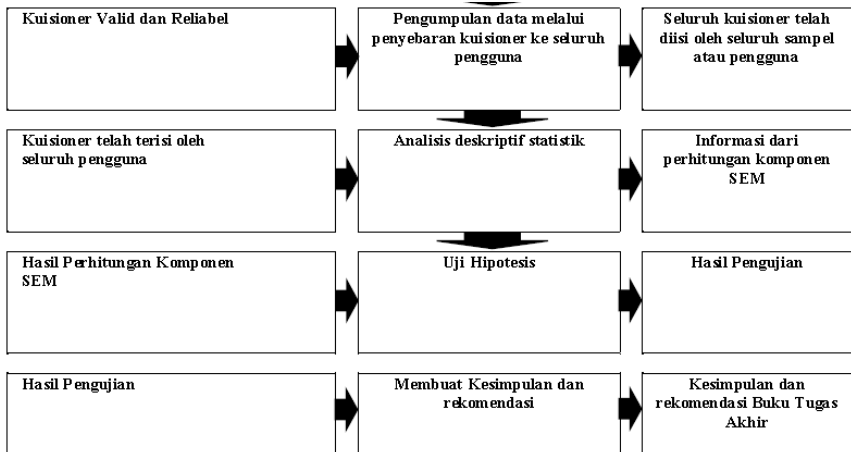 Kuisioner Valid dan Reliabel
Pengumpulan data melalui
penyebaran kuisioner ke seluruh
pengguna
Seluruh kuisioner telah
diisi oleh seluruh sampel
atau pengguna
Kuisioner telah terisi oleh
seluruh pengguna
Analisis deskriptif statistik
Informasi dari
perhitungan komponen
SEM
Hasil Perhitungan Komponen
SEM
Uji Hipotesis
Hasil Pengujian
Hasil Pengujian
Membuat Kesimpulan dan
rekomendasi
Kesimpulan dan
rekomendasi Buku Tugas
Akhir